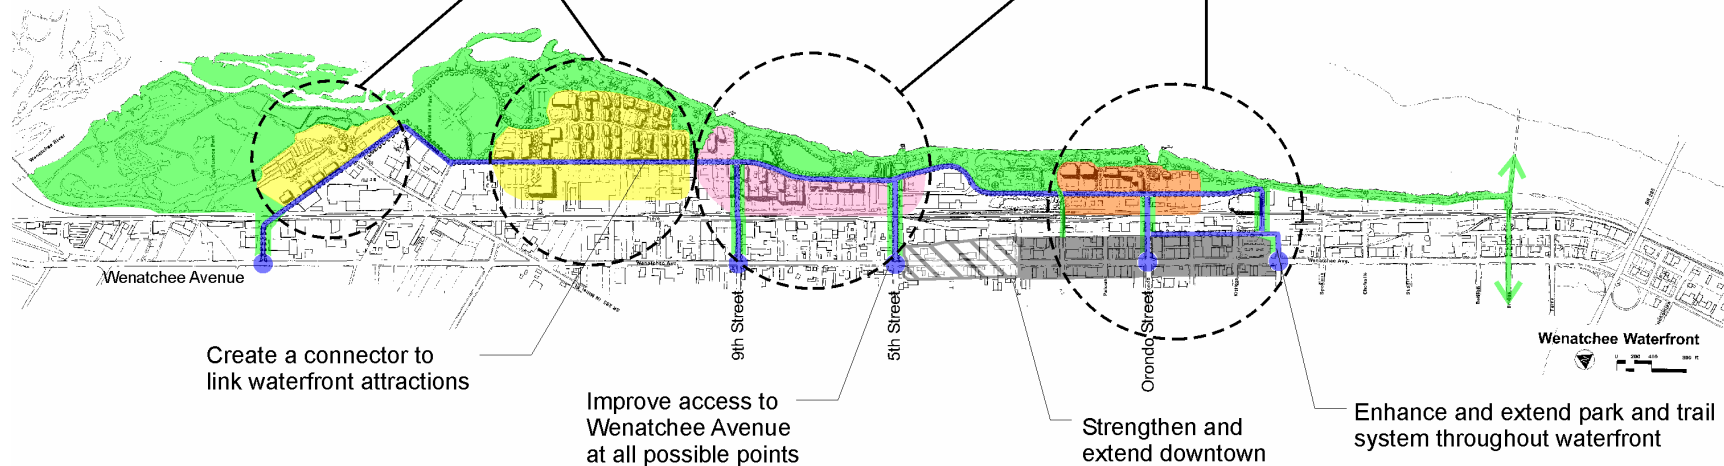 Wenatchee River
Wenatchee Avenue
9th Street
5th Street
Orondo Street
Wenatchee Waterfront
Create a connector to
link waterfront attractions
Improve access to
Wenatchee Avenue
at all possible points
Strengthen and
extend downtown
Enhance and extend park and trail
system throughout waterfront